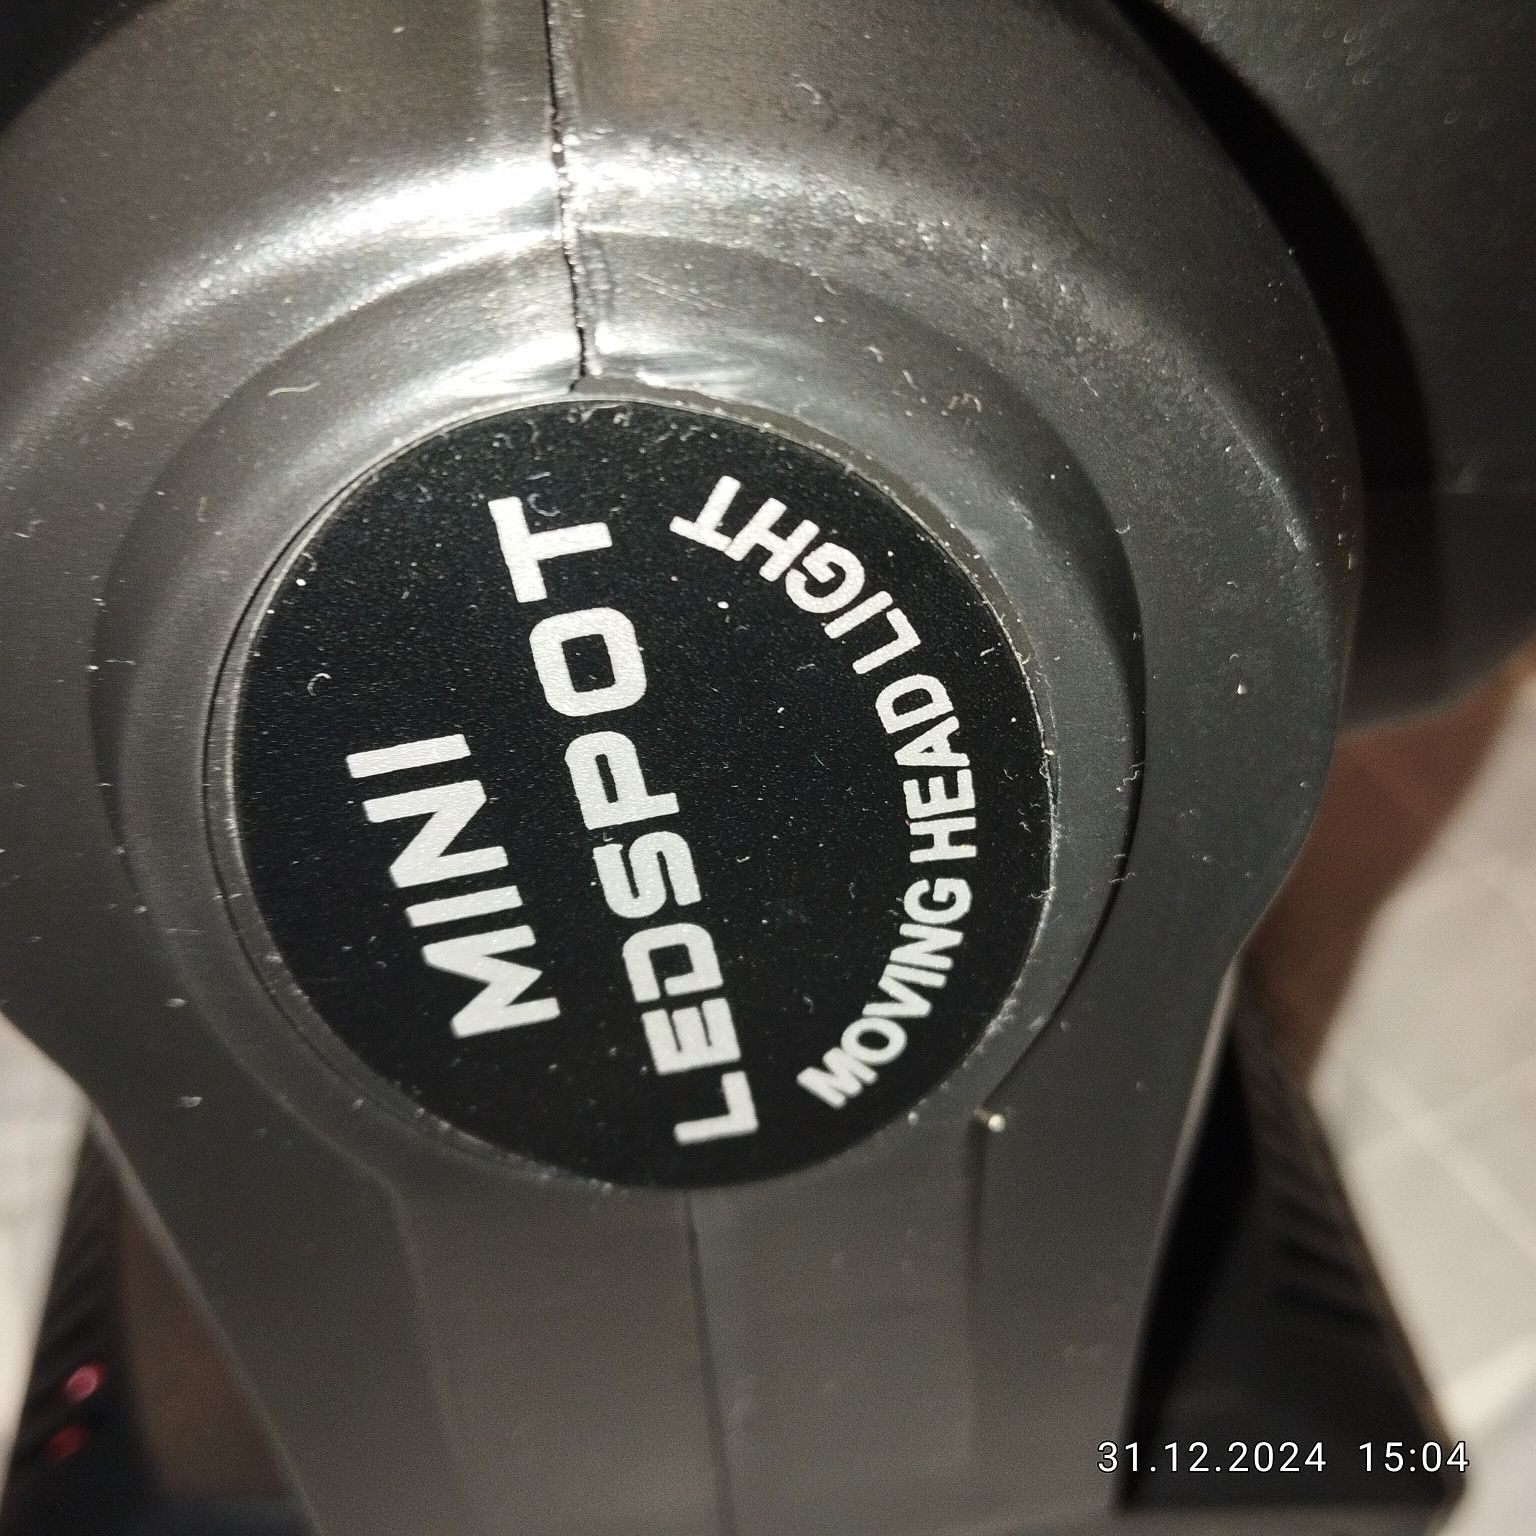 MINI
LEDSPOT
MOVING HEAD LIGHT
31.12.2024 15:04